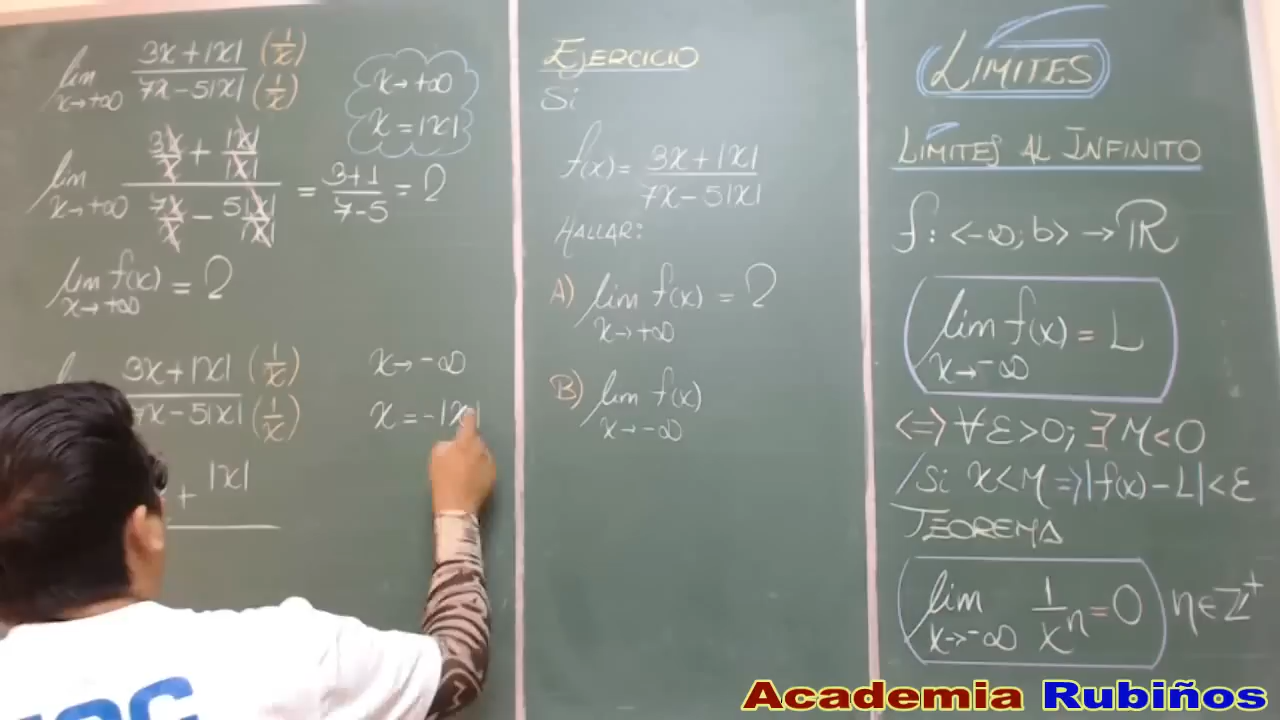 lim x→+∞ 3x+|x| (1/x) / 7x-5|x| (1/x)
x→+∞
x=|x|
lim x→+∞ 3x/x + |x|/|x| / 7x/x - 5|x|/|x| = 3+1 / 7-5 = 2
lim f(x) = 2
x→+∞
3x+|x| (1/x) / 7x-5|x| (1/x)
x→-∞
x=-|x|
+ |x|
EJERCICIO
Si
f(x)= 3x+|x| / 7x-5|x|
HALLAR:
A) lim f(x) = 2
x→+∞
B) lim f(x)
x→-∞
LÍMITES
LÍMITES AL INFINITO
f: <-∞; b> → ℝ
lim f(x) = L
x→-∞
<=> ∀ε>0; ∃ M<0
/Si x<M => |f(x)-L|<ε
TEOREMA
lim 1/xⁿ = 0 n∈ℤ⁺
x→-∞
Academia Rubiños